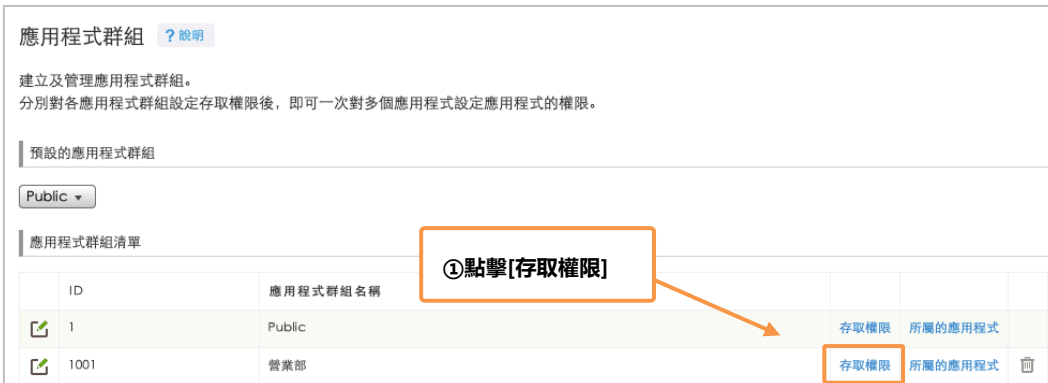 應用程式群組 ?說明
建立及管理應用程式群組。
分別對各應用程式群組設定存取權限後，即可一次對多個應用程式設定應用程式的權限。
預設的應用程式群組
Public
應用程式群組清單
①點擊[存取權限]
ID 應用程式群組名稱
1 Public 存取權限 所屬的應用程式
1001 營業部 存取權限 所屬的應用程式